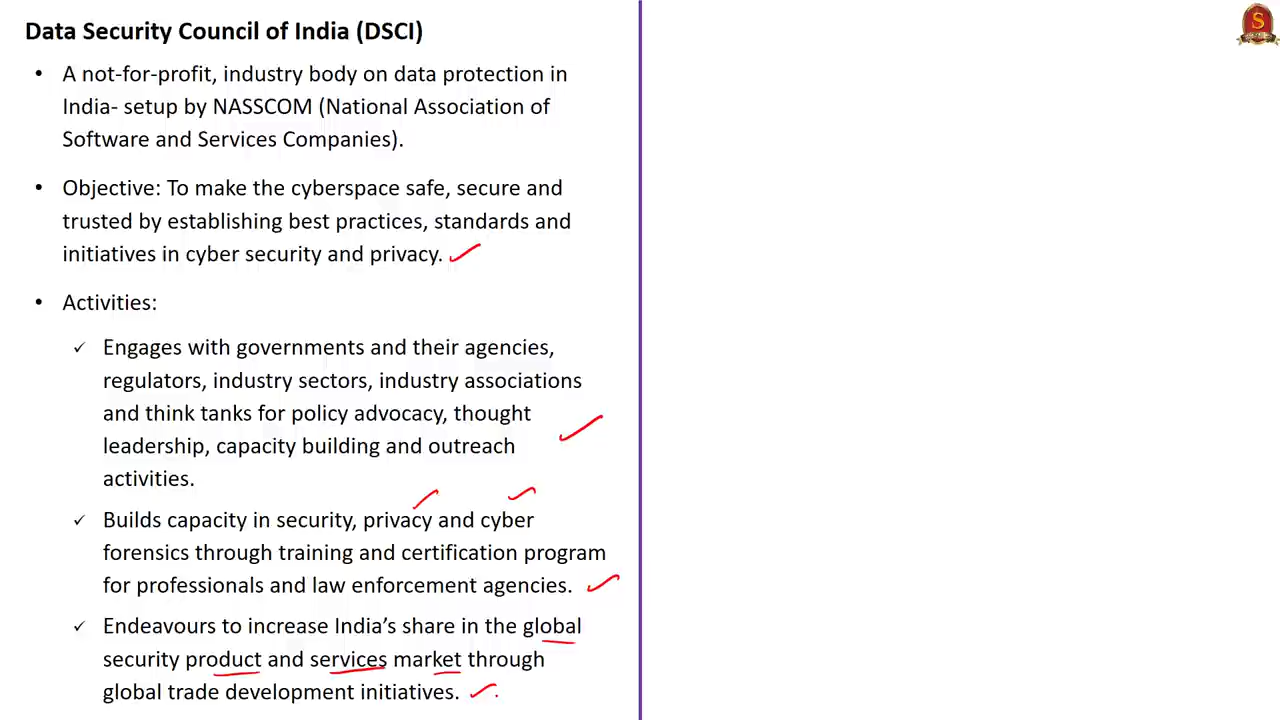 Data Security Council of India (DSCI)
• A not-for-profit, industry body on data protection in
India- setup by NASSCOM (National Association of
Software and Services Companies).
• Objective: To make the cyberspace safe, secure and
trusted by establishing best practices, standards and
initiatives in cyber security and privacy.
• Activities:
✓ Engages with governments and their agencies,
regulators, industry sectors, industry associations
and think tanks for policy advocacy, thought
leadership, capacity building and outreach
activities.
✓ Builds capacity in security, privacy and cyber
forensics through training and certification program
for professionals and law enforcement agencies.
✓ Endeavours to increase India’s share in the global
security product and services market through
global trade development initiatives.
S